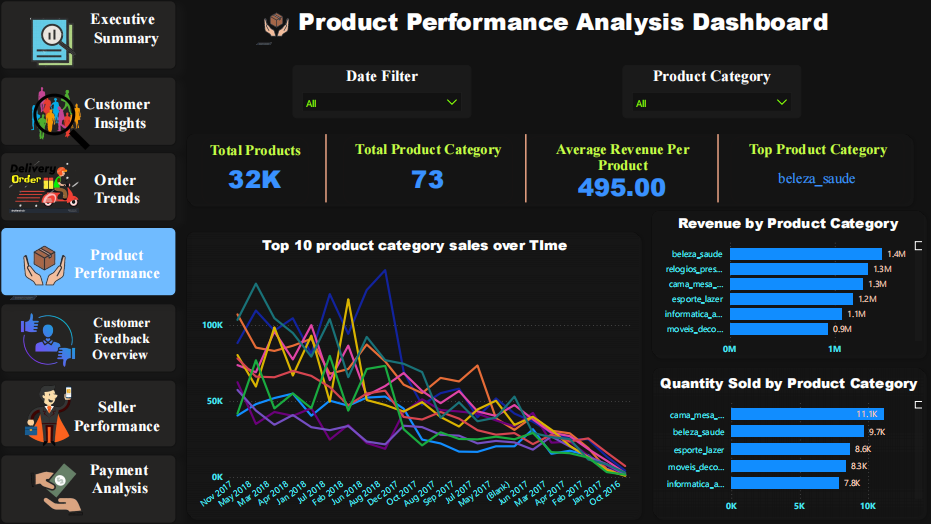 Executive
Summary
Customer
Insights
Delivery
Order
Order
Trends
Product
Performance
Customer
Feedback
Overview
Seller
Performance
Payment
Analysis
Product Performance Analysis Dashboard
Date Filter
All
Product Category
All
Total Products
32K
Total Product Category
73
Average Revenue Per
Product
495.00
Top Product Category
beleza_saude
Top 10 product category sales over TIme
100K
50K
0K
Nov 2017
May 2018
Mar 2018
Apr 2018
Jan 2018
Jul 2018
Feb 2018
Jun 2018
Aug 2018
Dec 2017
Oct 2017
Aug 2017
Sep 2017
Jul 2017
May 2017
(Blank)
Jun 2017
Mar 2017
Apr 2017
Feb 2017
Jan 2017
Oct 2016
Revenue by Product Category
beleza_saude
1.4M
relogios_pres...
1.3M
cama_mesa_...
1.3M
esporte_lazer
1.2M
informatica_a...
1.1M
moveis_deco...
0.9M
0M
1M
Quantity Sold by Product Category
cama_mesa_...
11.1K
beleza_saude
9.7K
esporte_lazer
8.6K
moveis_deco...
8.3K
informatica_a...
7.8K
0K
5K
10K